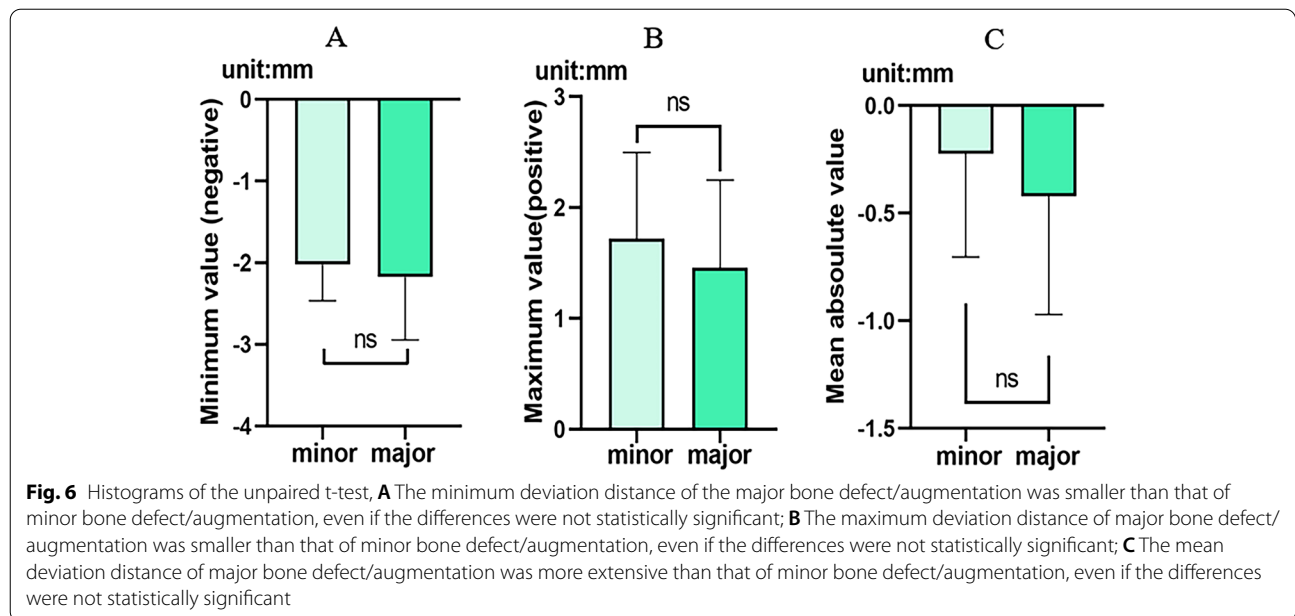 A
unit:mm
Minimum value (negative)
0
-1
-2
-3
-4
ns
minor major
B
unit:mm
Maximum value(positive)
3
2
1
0
ns
minor major
C
unit:mm
Mean absoulute value
0.0
-0.5
-1.0
-1.5
ns
minor major
Fig. 6 Histograms of the unpaired t-test, A The minimum deviation distance of the major bone defect/augmentation was smaller than that of
minor bone defect/augmentation, even if the differences were not statistically significant; B The maximum deviation distance of major bone defect/
augmentation was smaller than that of minor bone defect/augmentation, even if the differences were not statistically significant; C The mean
deviation distance of major bone defect/augmentation was more extensive than that of minor bone defect/augmentation, even if the differences
were not statistically significant